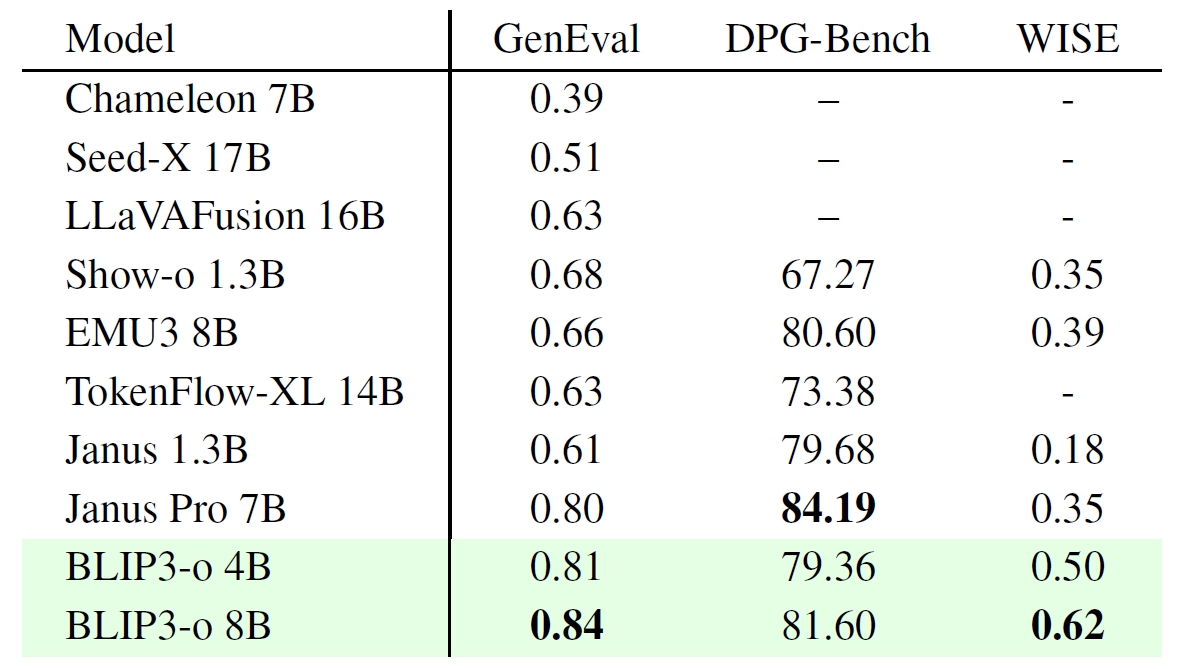 Model GenEval DPG-Bench WISE
Chameleon 7B 0.39 – -
Seed-X 17B 0.51 – -
LLaVAFusion 16B 0.63 – -
Show-o 1.3B 0.68 67.27 0.35
EMU3 8B 0.66 80.60 0.39
TokenFlow-XL 14B 0.63 73.38 -
Janus 1.3B 0.61 79.68 0.18
Janus Pro 7B 0.80 84.19 0.35
BLIP3-o 4B 0.81 79.36 0.50
BLIP3-o 8B 0.84 81.60 0.62